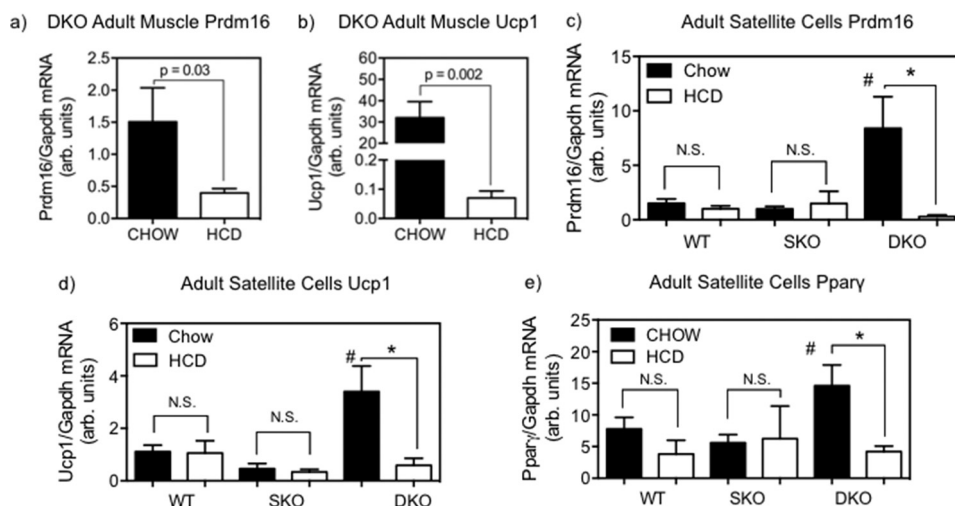 a) DKO Adult Muscle Prdm16
Prdm16/Gapdh mRNA
(arb. units)
2.5
2.0
1.5
1.0
0.5
0.0
p = 0.03
CHOW HCD
b) DKO Adult Muscle Ucp1
Ucp1/Gapdh mRNA
(arb. units)
60
50
40
30
20
0.2
0.1
0.0
p = 0.002
CHOW HCD
c) Adult Satellite Cells Prdm16
Prdm16/Gapdh mRNA
(arb. units)
15
10
5
0
Chow
HCD
N.S.
N.S.
# *
WT SKO DKO
d) Adult Satellite Cells Ucp1
Ucp1/Gapdh mRNA
(arb. units)
6
4
2
0
Chow
HCD
N.S.
N.S.
# *
WT SKO DKO
e) Adult Satellite Cells Pparγ
Pparγ/Gapdh mRNA
(arb. units)
25
20
15
10
5
0
CHOW
HCD
N.S.
N.S.
# *
WT SKO DKO